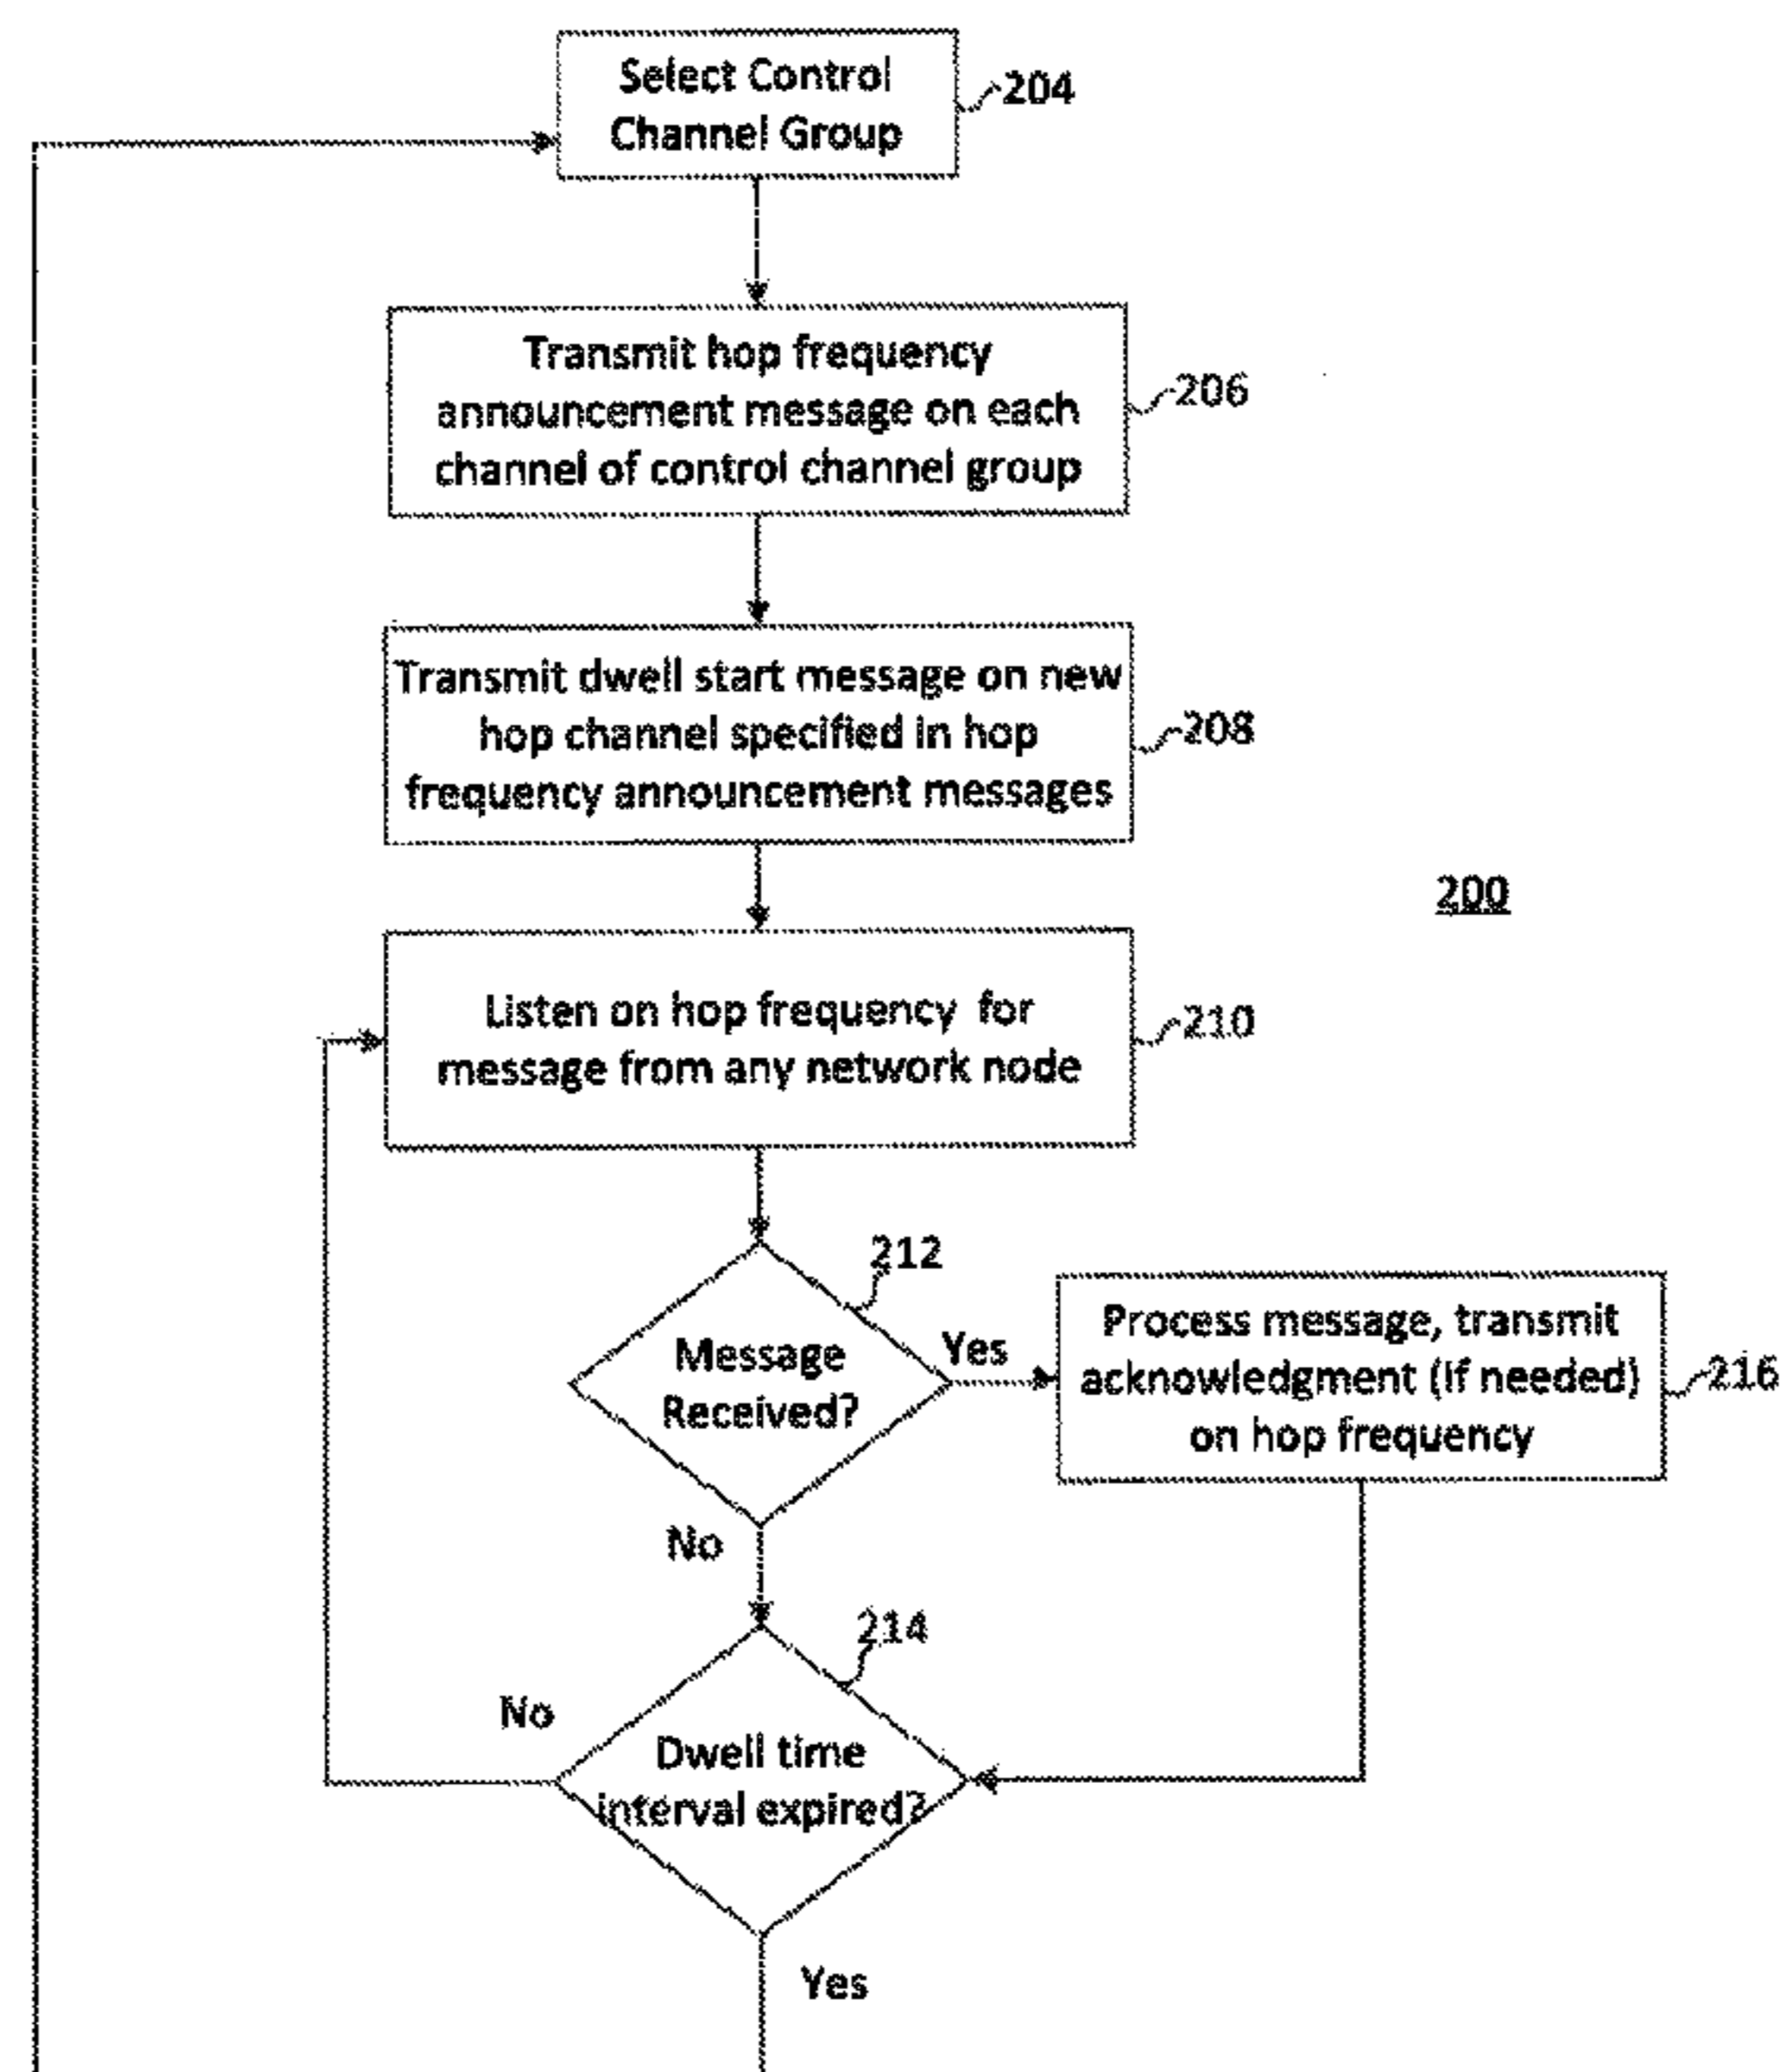 Select Control
Channel Group
204
Transmit hop frequency
announcement message on each
channel of control channel group
206
Transmit dwell start message on new
hop channel specified in hop
frequency announcement messages
208
200
Listen on hop frequency for
message from any network node
210
212
Message
Received?
Yes
Process message, transmit
acknowledgment (if needed)
on hop frequency
216
No
214
No
Dwell time
interval expired?
Yes